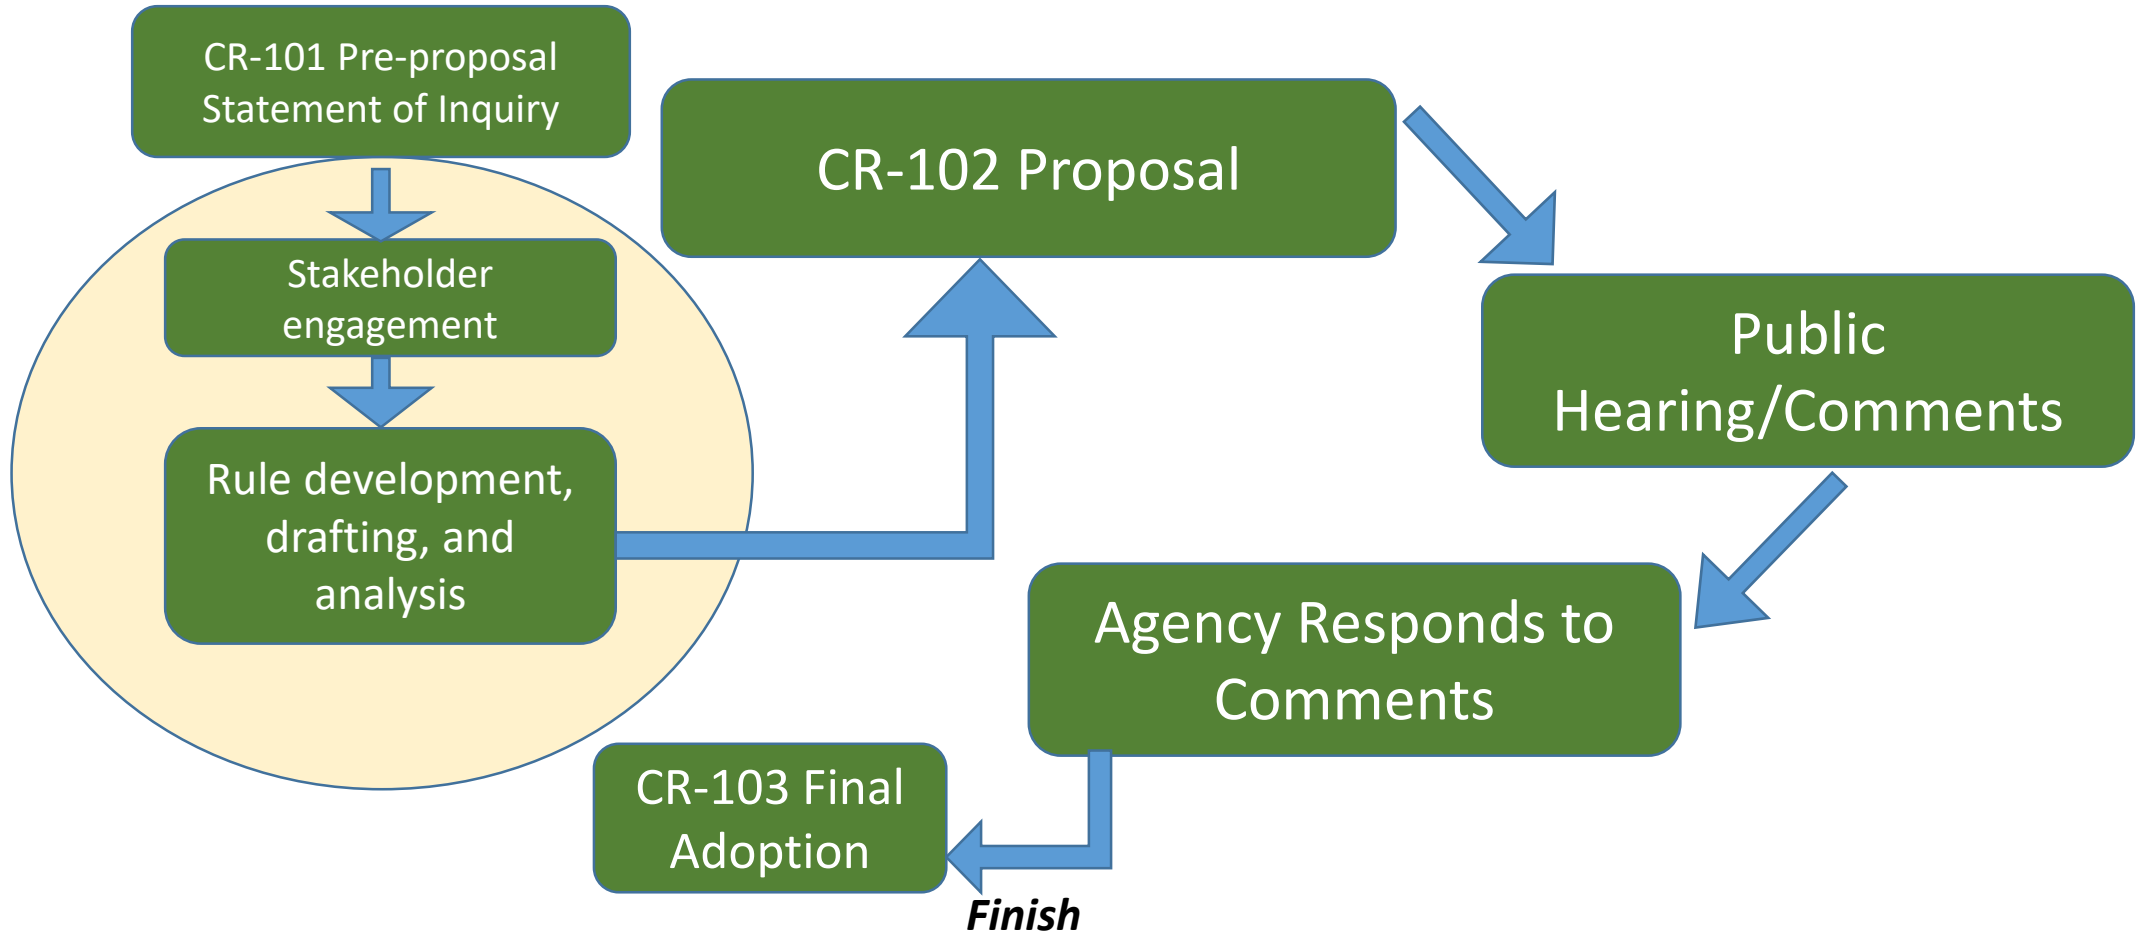 CR-101 Pre-proposal
Statement of Inquiry
Stakeholder
engagement
Rule development,
drafting, and
analysis
CR-102 Proposal
Public
Hearing/Comments
Agency Responds to
Comments
CR-103 Final
Adoption
Finish